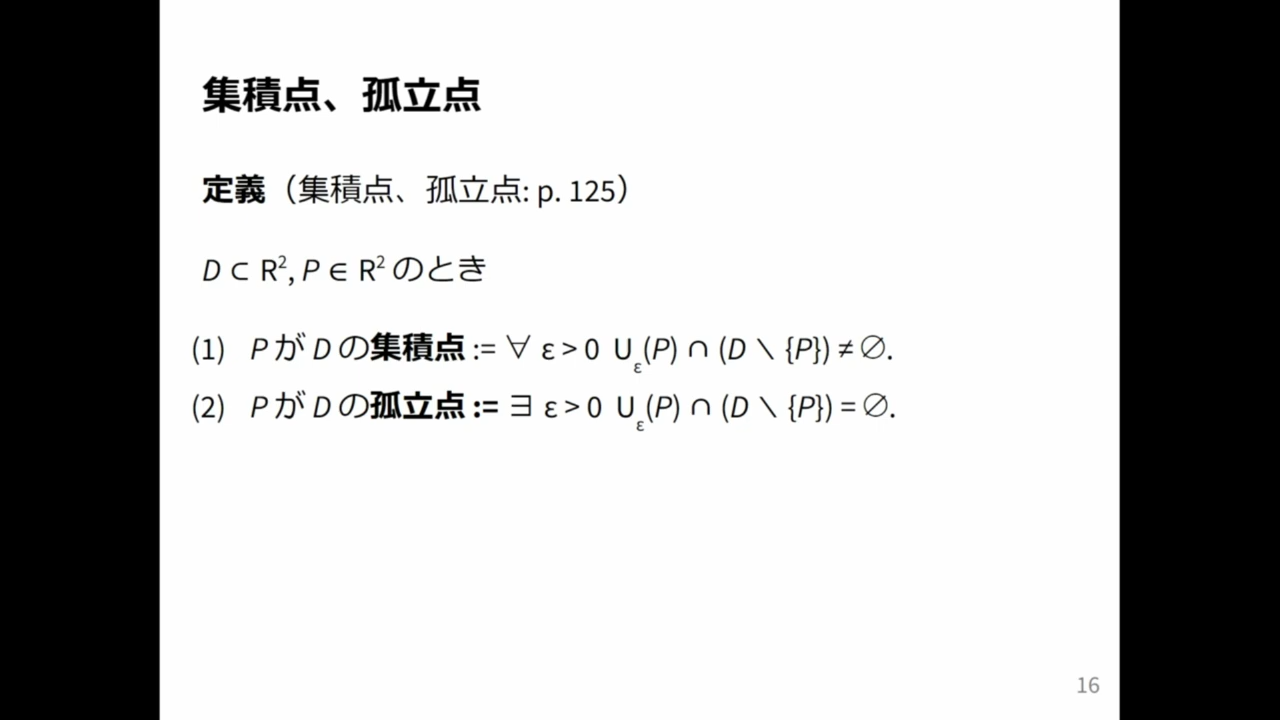 集積点、孤立点
定義（集積点、孤立点: p. 125）
D ⊂ R², P ∈ R² のとき
(1) P が D の集積点 := ∀ ε > 0 U_ε(P) ∩ (D ∖ {P}) ≠ ∅.
(2) P が D の孤立点 := ∃ ε > 0 U_ε(P) ∩ (D ∖ {P}) = ∅.
16